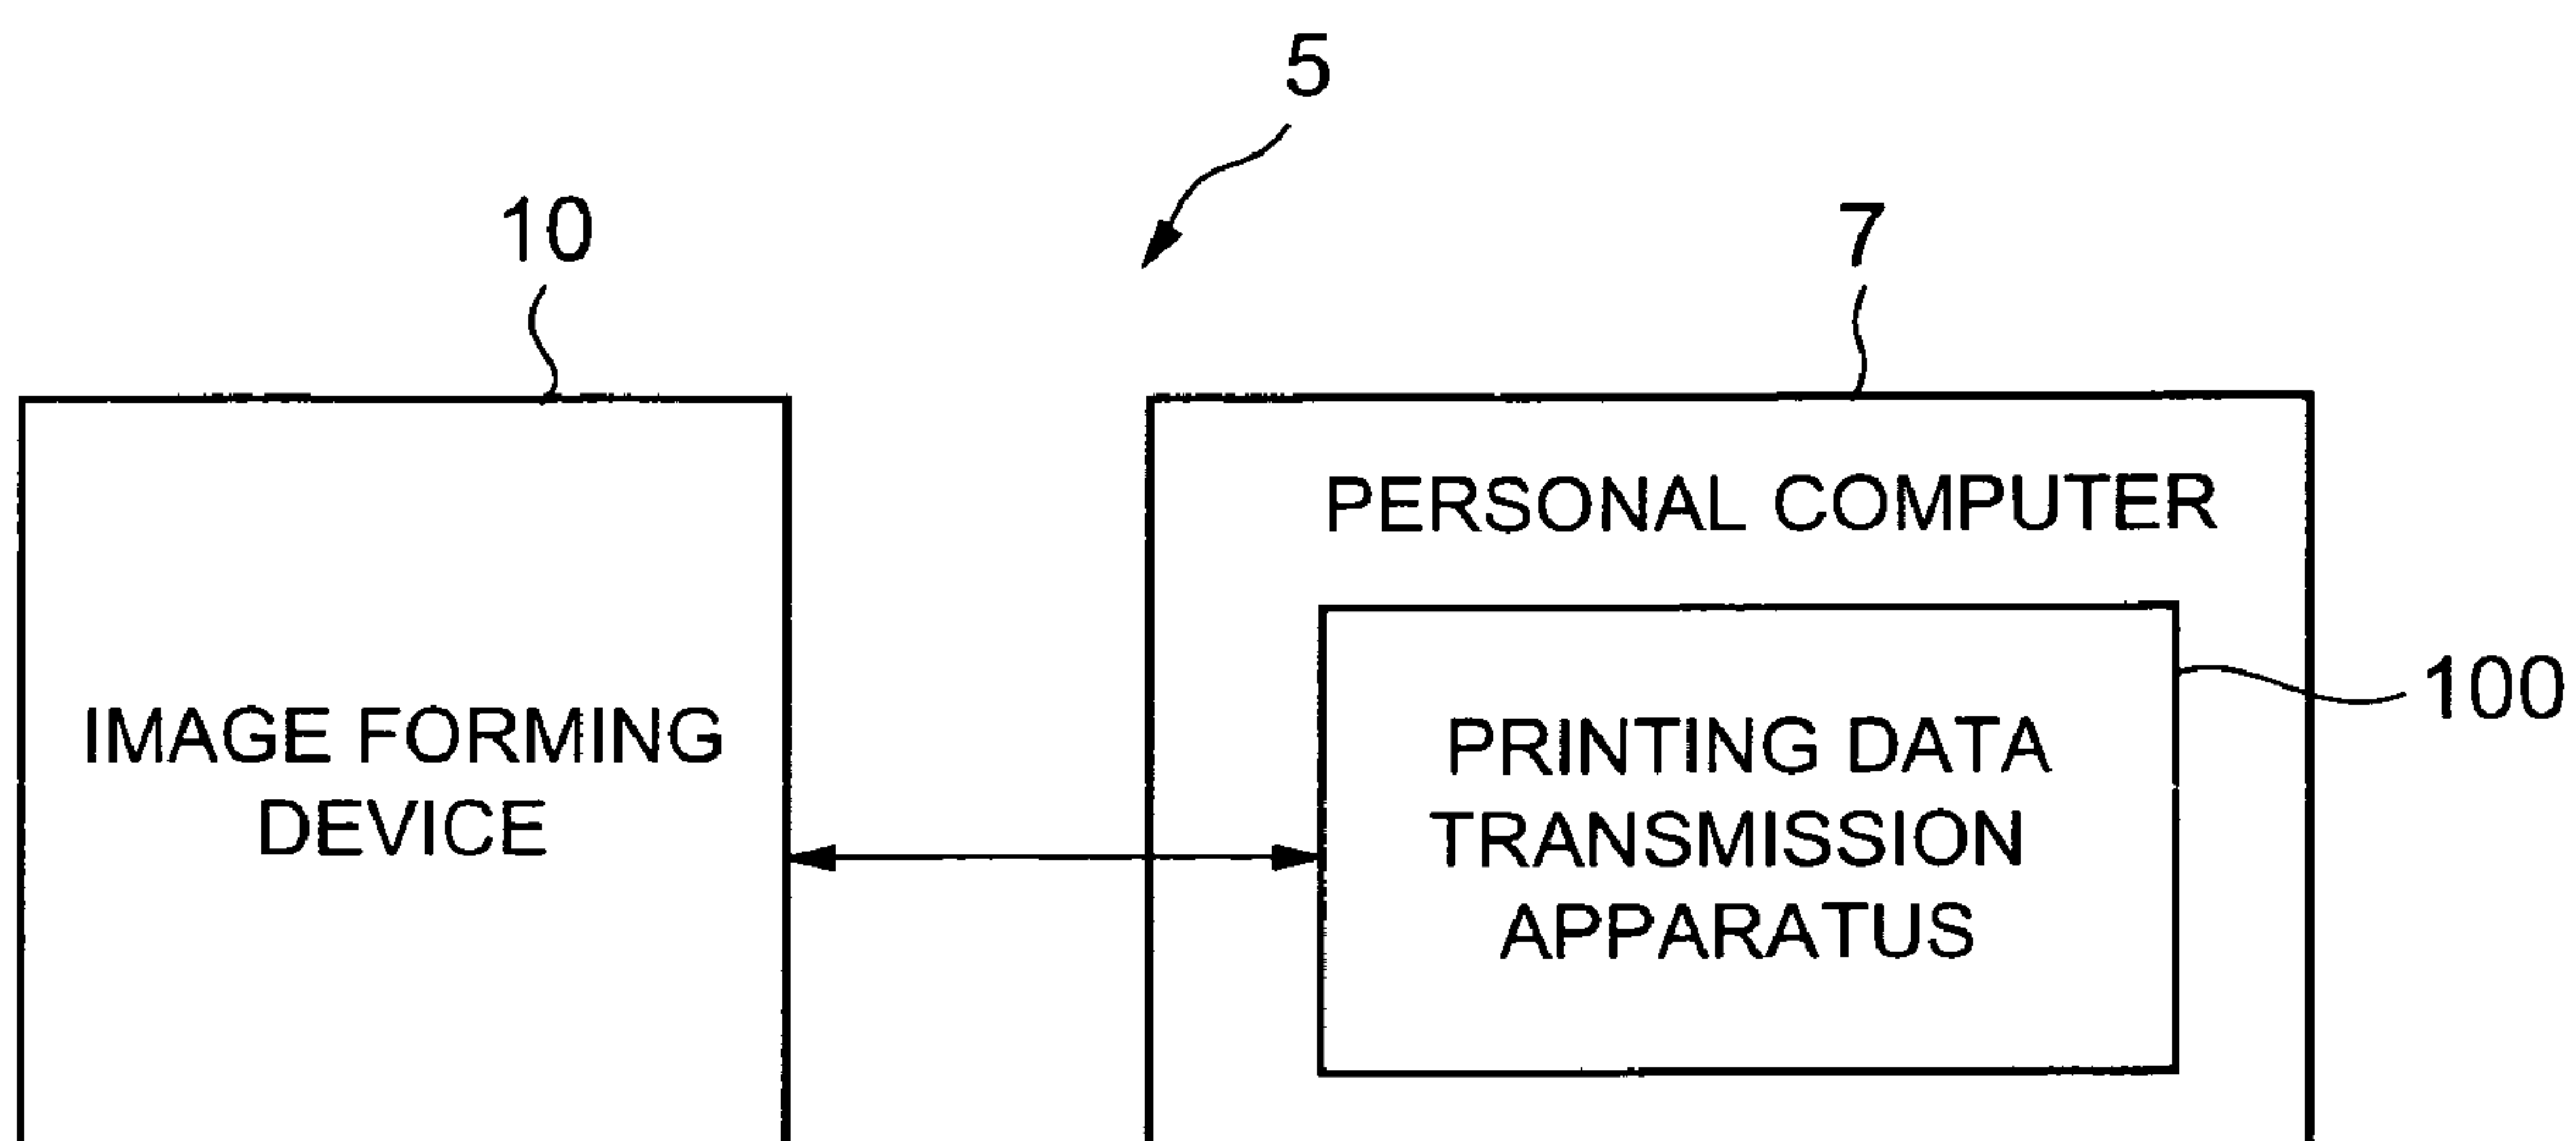 5
10
7
PERSONAL COMPUTER
100
IMAGE FORMING
DEVICE
PRINTING DATA
TRANSMISSION
APPARATUS